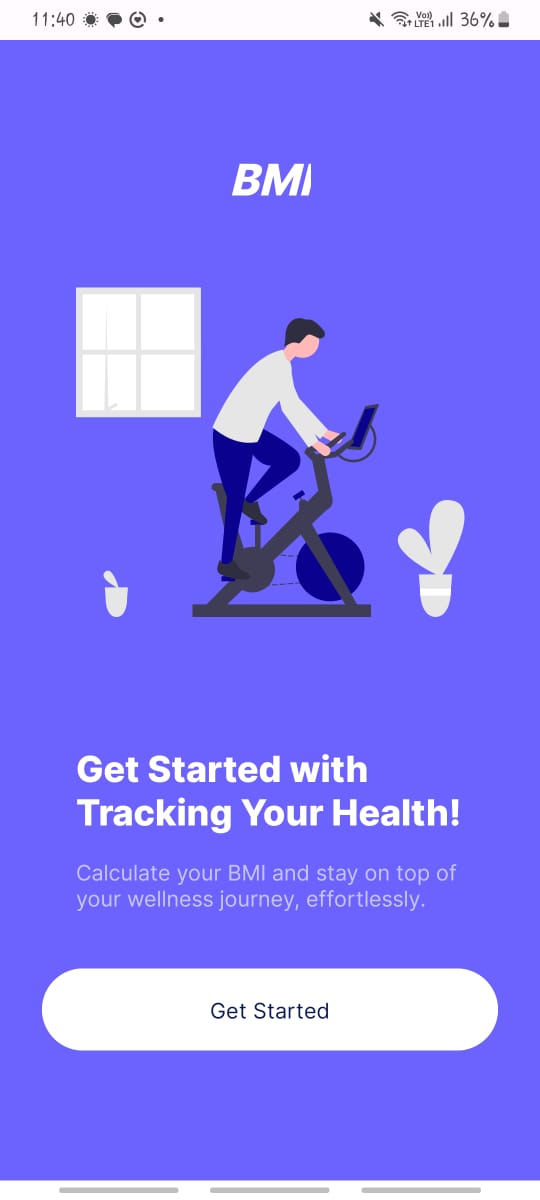 11:40
Vo)) 36%
LTE1
BMI
Get Started with
Tracking Your Health!
Calculate your BMI and stay on top of
your wellness journey, effortlessly.
Get Started